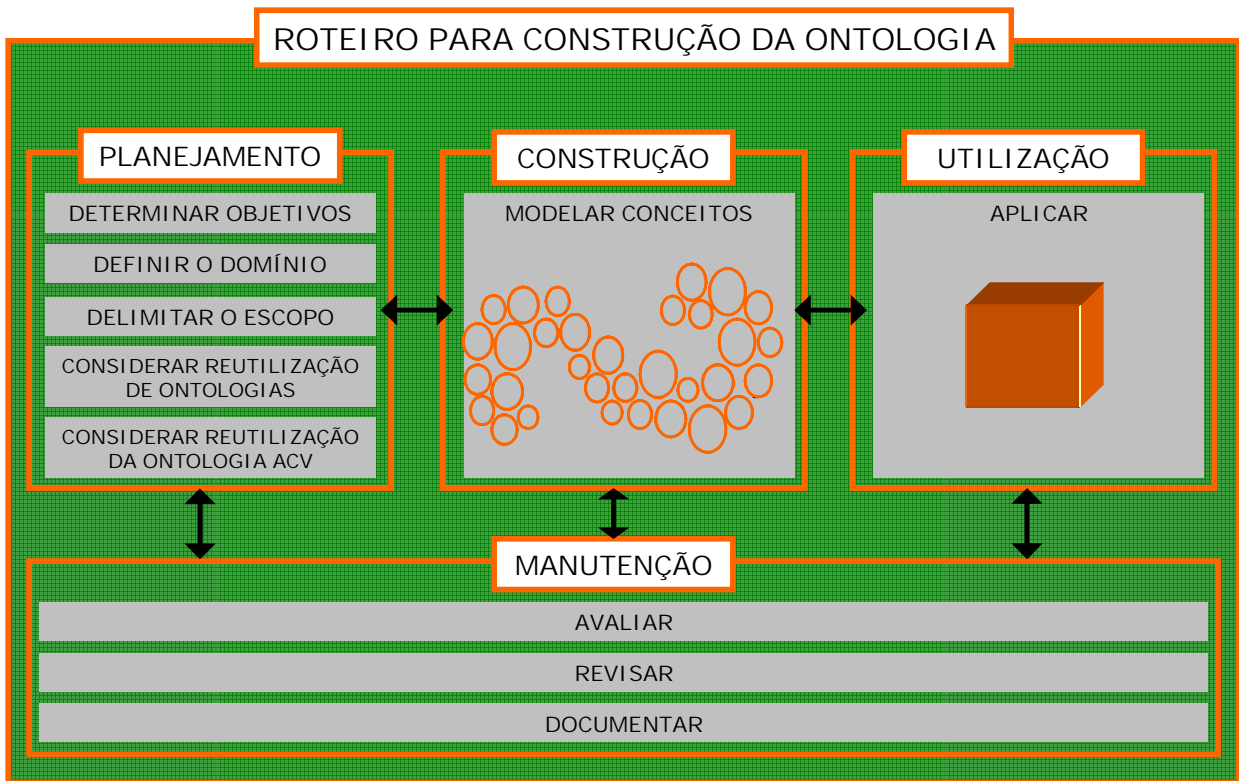 ROTEIRO PARA CONSTRUÇÃO DA ONTOLOGIA
PLANEJAMENTO
DETERMINAR OBJETIVOS
DEFINIR O DOMÍNIO
DELIMITAR O ESCOPO
CONSIDERAR REUTILIZAÇÃO
DE ONTOLOGIAS
CONSIDERAR REUTILIZAÇÃO
DA ONTOLOGIA ACV
CONSTRUÇÃO
MODELAR CONCEITOS
UTILIZAÇÃO
APLICAR
MANUTENÇÃO
AVALIAR
REVISAR
DOCUMENTAR